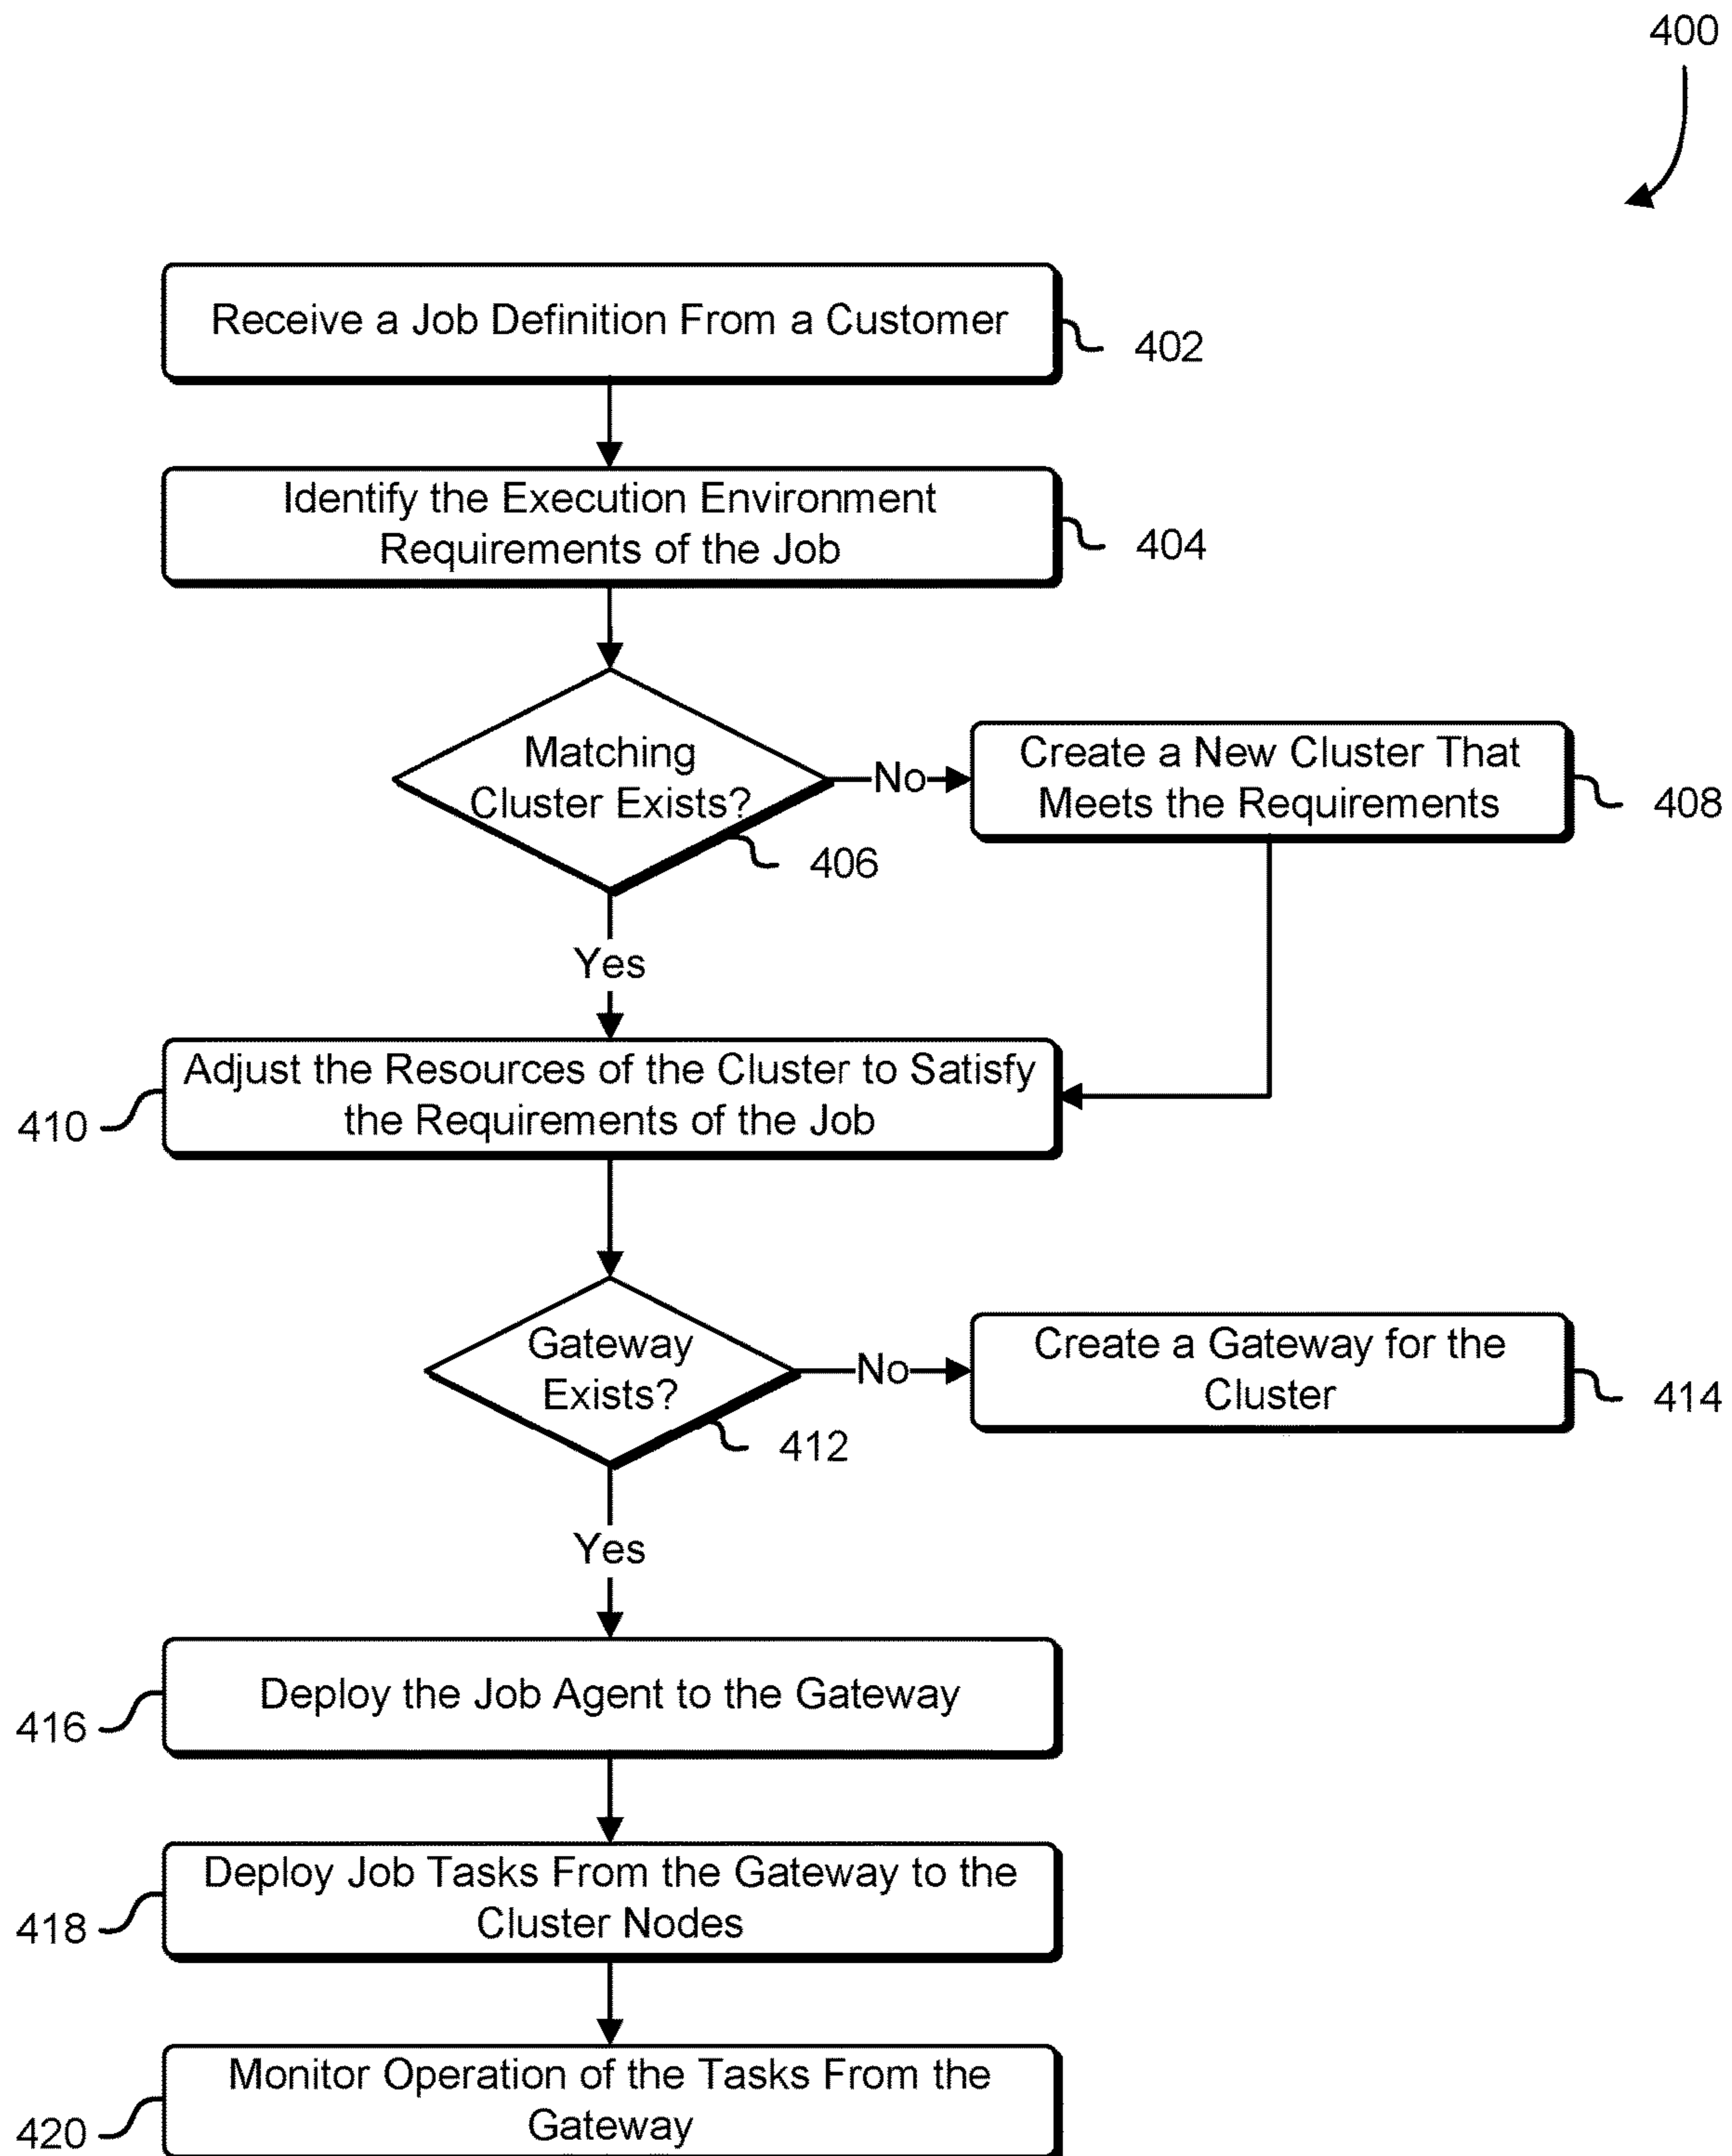 400
Receive a Job Definition From a Customer
402
Identify the Execution Environment
Requirements of the Job
404
Matching
Cluster Exists?
406
No
Create a New Cluster That
Meets the Requirements
408
Yes
Adjust the Resources of the Cluster to Satisfy
the Requirements of the Job
410
Gateway
Exists?
412
No
Create a Gateway for the
Cluster
414
Yes
Deploy the Job Agent to the Gateway
416
Deploy Job Tasks From the Gateway to the
Cluster Nodes
418
Monitor Operation of the Tasks From the
Gateway
420